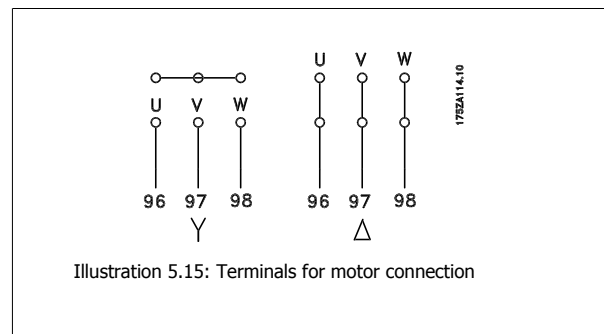 U V W
U V W
96 97 98
96 97 98
Y
Δ
175ZA114.10
Illustration 5.15: Terminals for motor connection